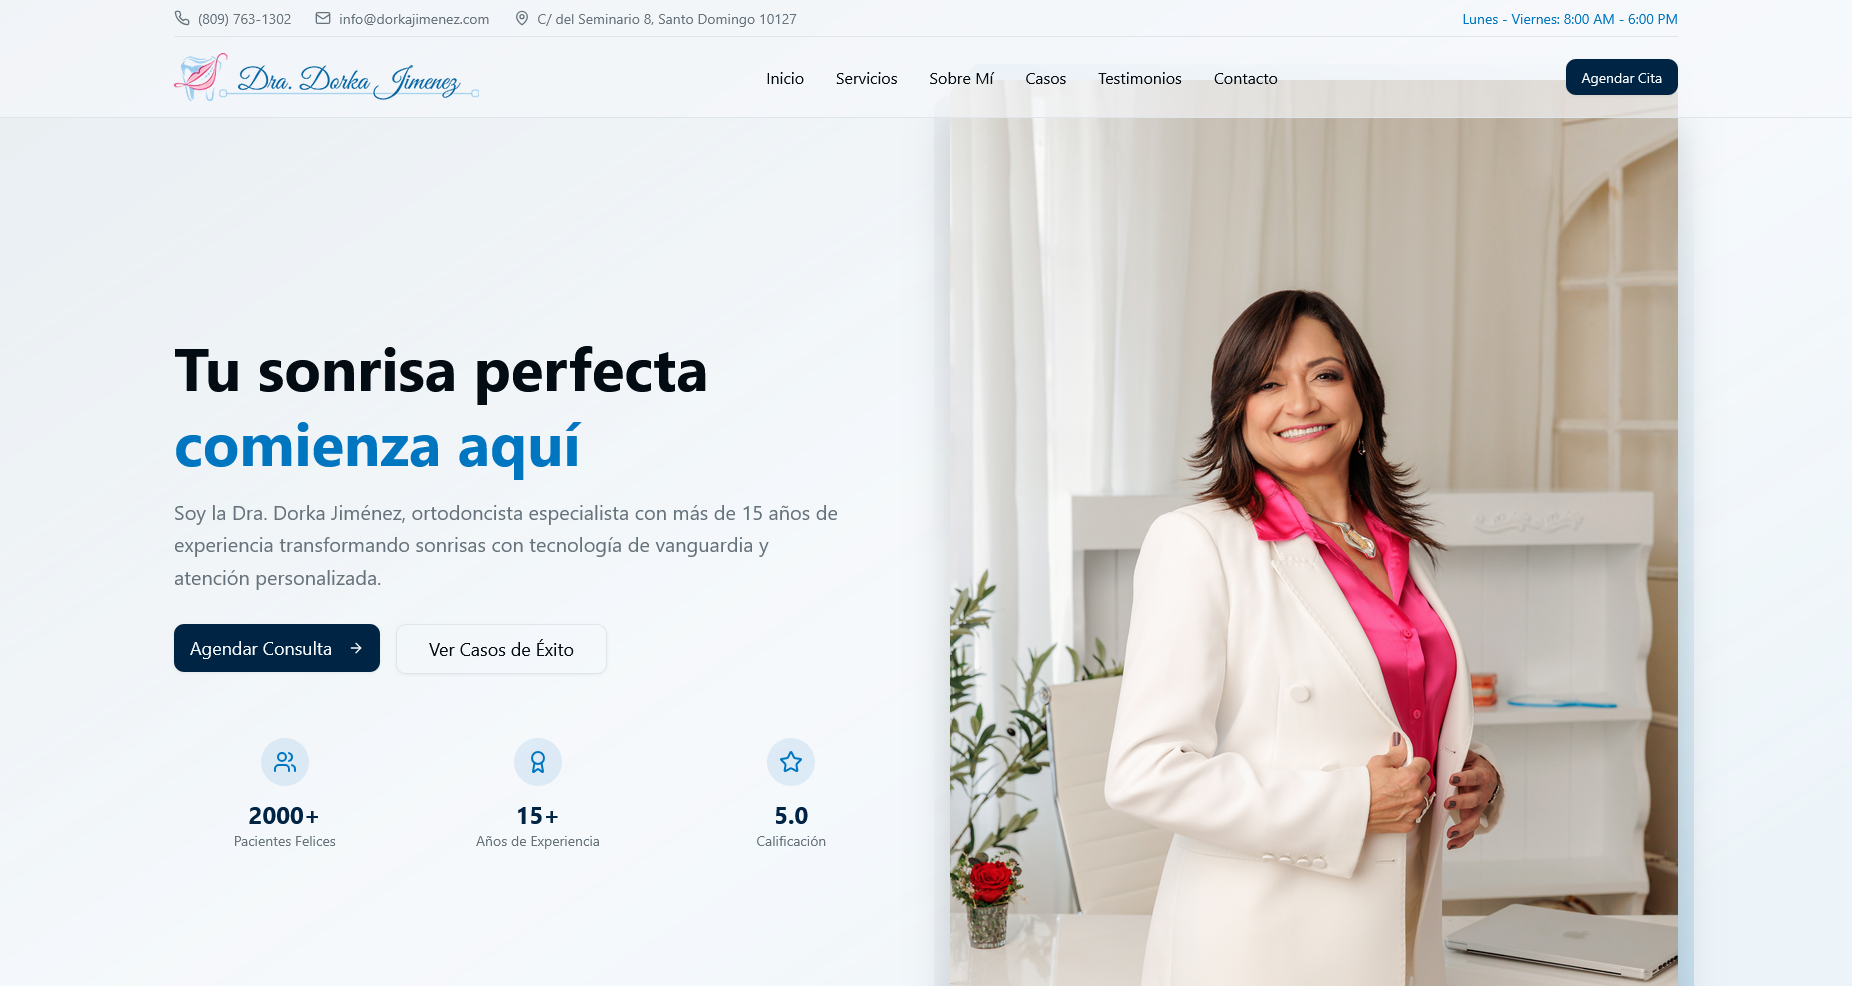 (809) 763-1302
info@dorkajimenez.com
C/ del Seminario 8, Santo Domingo 10127
Lunes - Viernes: 8:00 AM - 6:00 PM
Dra. Dorka Jimenez
Inicio
Servicios
Sobre Mí
Casos
Testimonios
Contacto
Agendar Cita
Tu sonrisa perfecta
comienza aquí
Soy la Dra. Dorka Jiménez, ortodoncista especialista con más de 15 años de
experiencia transformando sonrisas con tecnología de vanguardia y
atención personalizada.
Agendar Consulta
Ver Casos de Éxito
2000+
Pacientes Felices
15+
Años de Experiencia
5.0
Calificación